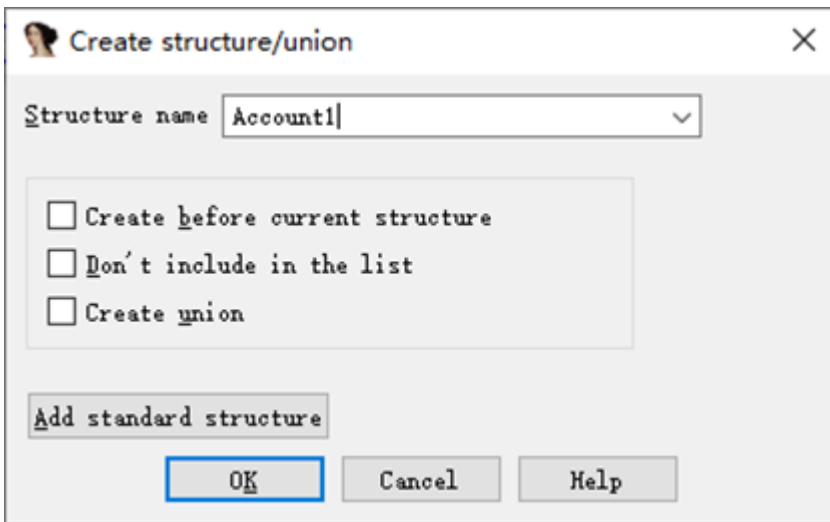 Create structure/union
Structure name Account1
Create before current structure
Don't include in the list
Create union
Add standard structure
OK Cancel Help